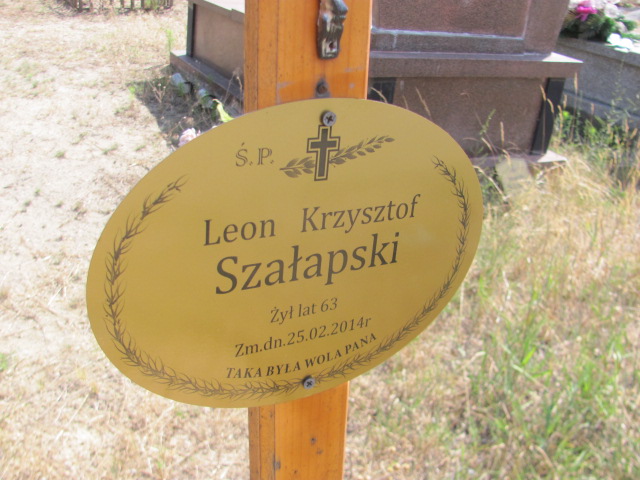 Ś.P.
Leon Krzysztof
Szałapski
Żył lat 63
Zm.dn.25.02.2014r
TAKA BYŁA WOLA PANA